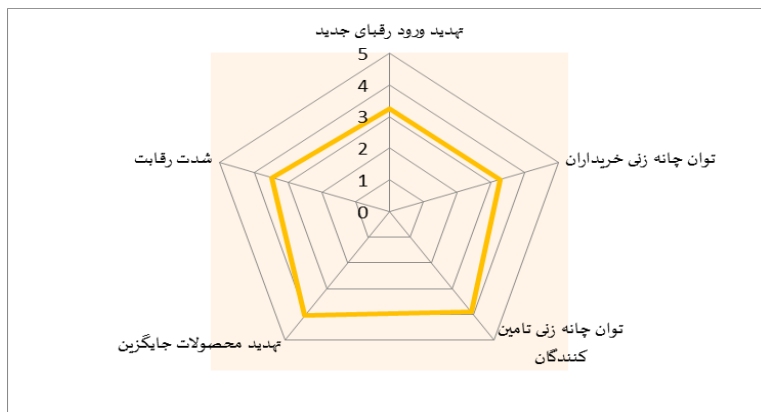 تهدید ورود رقبای جدید
5
4
3
2
1
0
توان چانه زنی خریداران
شدت رقابت
توان چانه زنی تامین
کنندگان
تهدید محصولات جایگزین